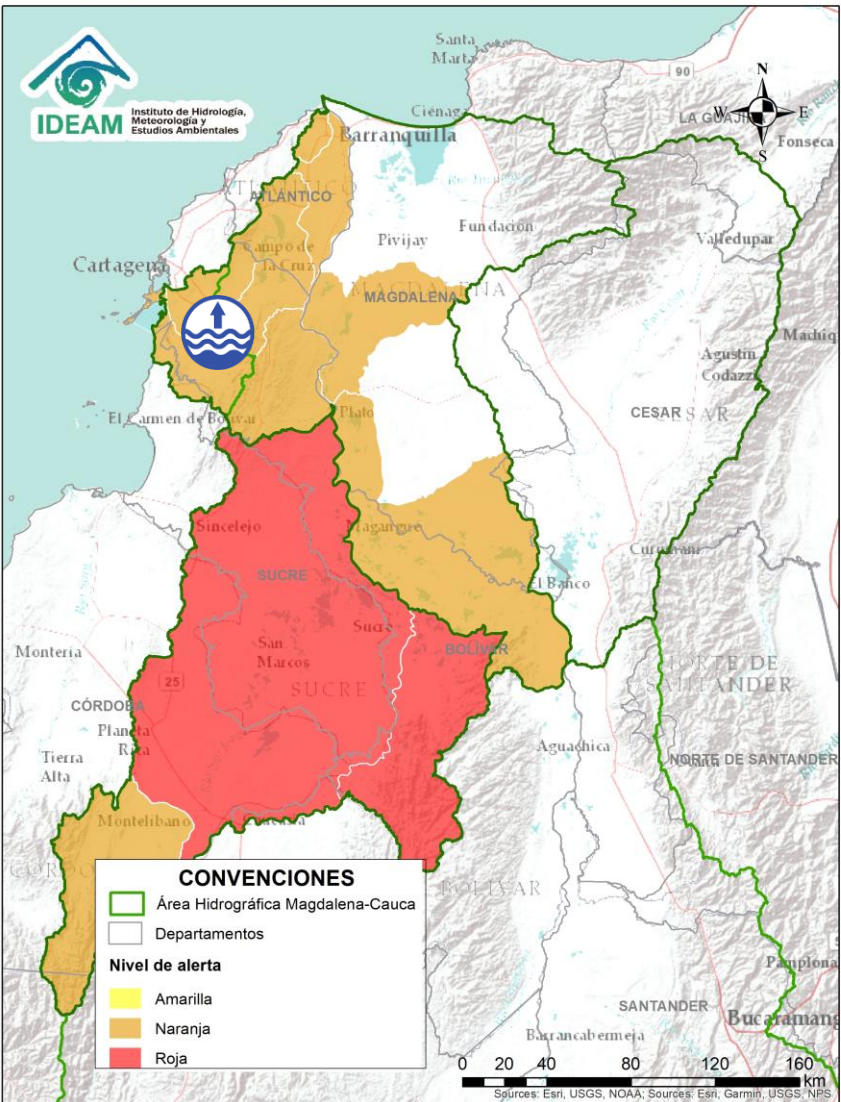 IDEAM
Instituto de Hidrología,
Meteorología y
Estudios Ambientales
Santa
Marta
90
N
W
E
S
Ciénaga
LA GUAJIRA
Barranquilla
Fonseca
ATLÁNTICO
ATLÁNTICO
Fundación
Pivijay
Valledupar
Campo de
la Cruz
Cartagena
MAGDALENA
MAGDALENA
Agustín
Codazzi
Plato
CESAR
CESAR
El Carmen de Bolívar
Sincelejo
Magangué
Curumaní
SUCRE
El Banco
Sucre
Montería
San
Marcos
BOLÍVAR
NORTE DE
SANTANDER
SUCRE
25
CÓRDOBA
Planeta
Rica
Aguachica
Tierra
Alta
NORTE DE SANTANDER
Montelíbano
BOLÍVAR
CONVENCIONES
Área Hidrográfica Magdalena-Cauca
Departamentos
Nivel de alerta
Amarilla
Naranja
Roja
Pamplona
SANTANDER
Bucaramang
Barrancabermeja
0 20 40 80 120 160
km
Sources: Esri, USGS, NOAA; Sources: Esri, Garmin, USGS, NPS